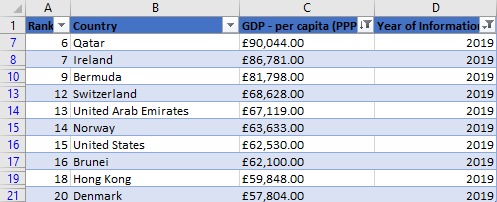 A B C D
1 Rank Country GDP - per capita (PPP Year of Information
7 6 Qatar £90,044.00 2019
8 7 Ireland £86,781.00 2019
10 9 Bermuda £81,798.00 2019
13 12 Switzerland £68,628.00 2019
14 13 United Arab Emirates £67,119.00 2019
15 14 Norway £63,633.00 2019
16 15 United States £62,530.00 2019
17 16 Brunei £62,100.00 2019
19 18 Hong Kong £59,848.00 2019
21 20 Denmark £57,804.00 2019